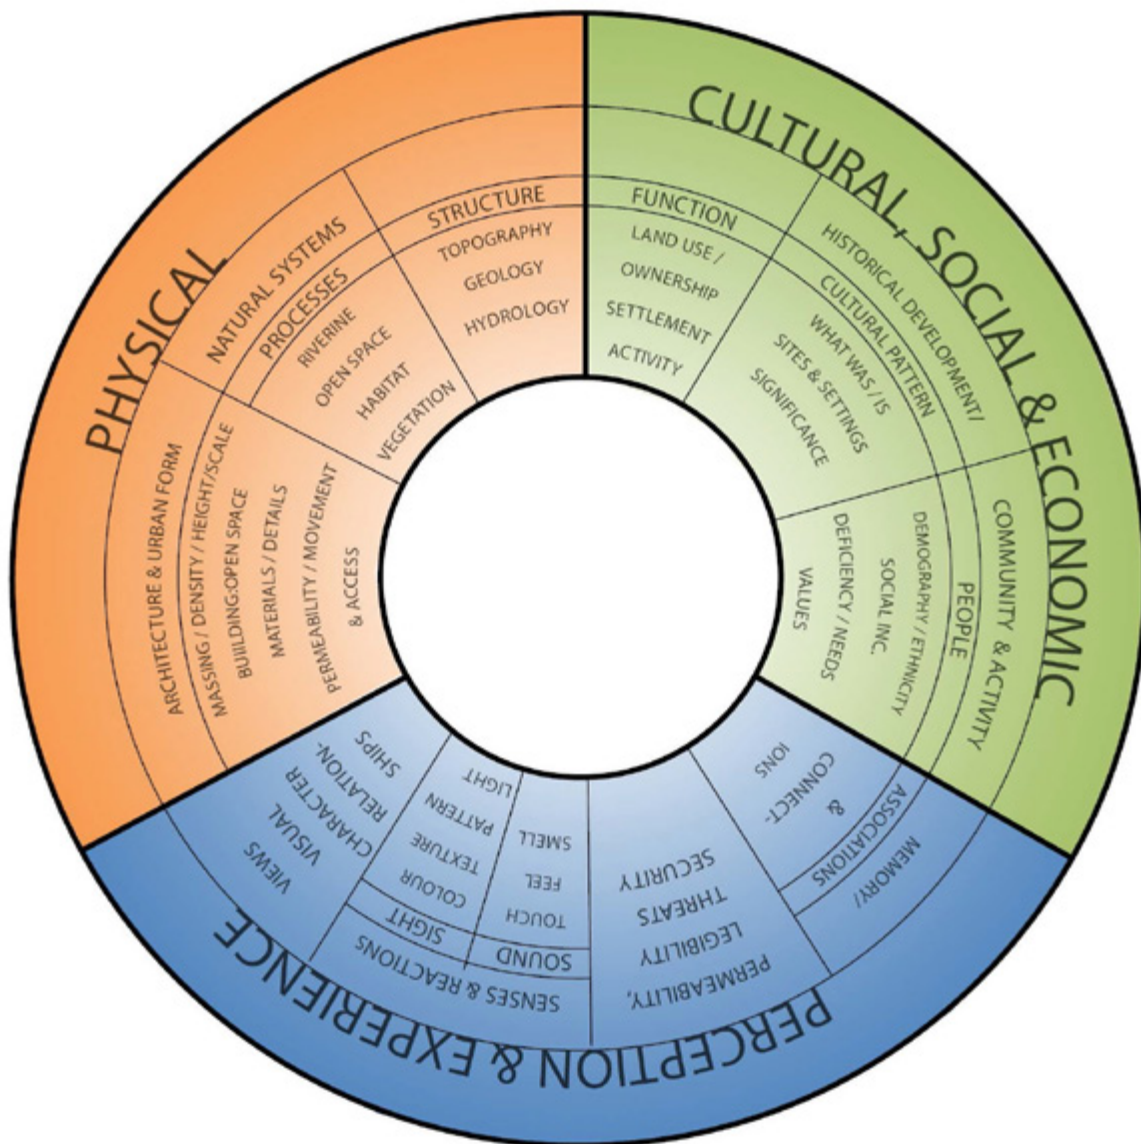 PHYSICAL
NATURAL SYSTEMS
STRUCTURE
TOPOGRAPHY
GEOLOGY
HYDROLOGY
PROCESSES
RIVERINE
OPEN SPACE
HABITAT
VEGETATION
ARCHITECTURE & URBAN FORM
MASSING / DENSITY / HEIGHT/SCALE
BUILDING:OPEN SPACE
MATERIALS / DETAILS
PERMEABILITY / MOVEMENT
& ACCESS
CULTURAL, SOCIAL & ECONOMIC
FUNCTION
LAND USE /
OWNERSHIP
SETTLEMENT
ACTIVITY
HISTORICAL DEVELOPMENT/
CULTURAL PATTERN
WHAT WAS / IS
SITES & SETTINGS
SIGNIFICANCE
COMMUNITY & ACTIVITY
PEOPLE
DEMOGRAPHY / ETHNICITY
SOCIAL INC.
DEFICIENCY / NEEDS
VALUES
PERCEPTION & EXPERIENCE
MEMORY/
ASSOCIATIONS
CONNECT-
&
IONS
PERMEABILITY,
LEGIBILITY
THREATS
SECURITY
SENSES & REACTIONS
SOUND
TOUCH
FEEL
SMELL
SIGHT
COLOUR
TEXTURE
PATTERN
LIGHT
VIEWS
VISUAL
CHARACTER
RELATION-
SHIPS